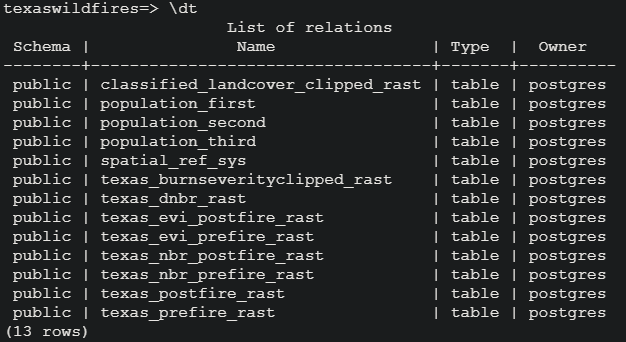 texaswildfires=> \dt
List of relations
Schema | Name | Type | Owner
--------+----------------------------------+-------+----------
public | classified_landcover_clipped_rast | table | postgres
public | population_first | table | postgres
public | population_second | table | postgres
public | population_third | table | postgres
public | spatial_ref_sys | table | postgres
public | texas_burnseverityclipped_rast | table | postgres
public | texas_dnbr_rast | table | postgres
public | texas_evi_postfire_rast | table | postgres
public | texas_evi_prefire_rast | table | postgres
public | texas_nbr_postfire_rast | table | postgres
public | texas_nbr_prefire_rast | table | postgres
public | texas_postfire_rast | table | postgres
public | texas_prefire_rast | table | postgres
(13 rows)